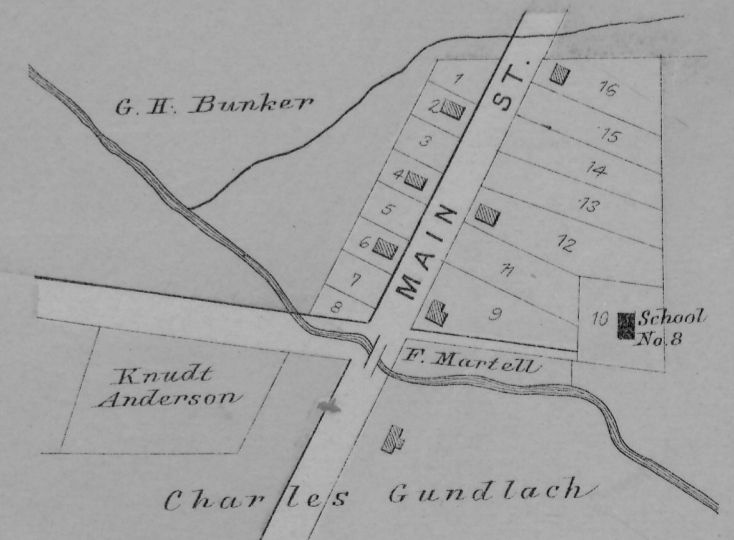 G. H. Bunker
MAIN ST.
1
2
3
4
5
6
7
8
16
15
14
13
12
11
9
10
School
No. 8
F. Martell
Knudt
Anderson
Charles Gundlach